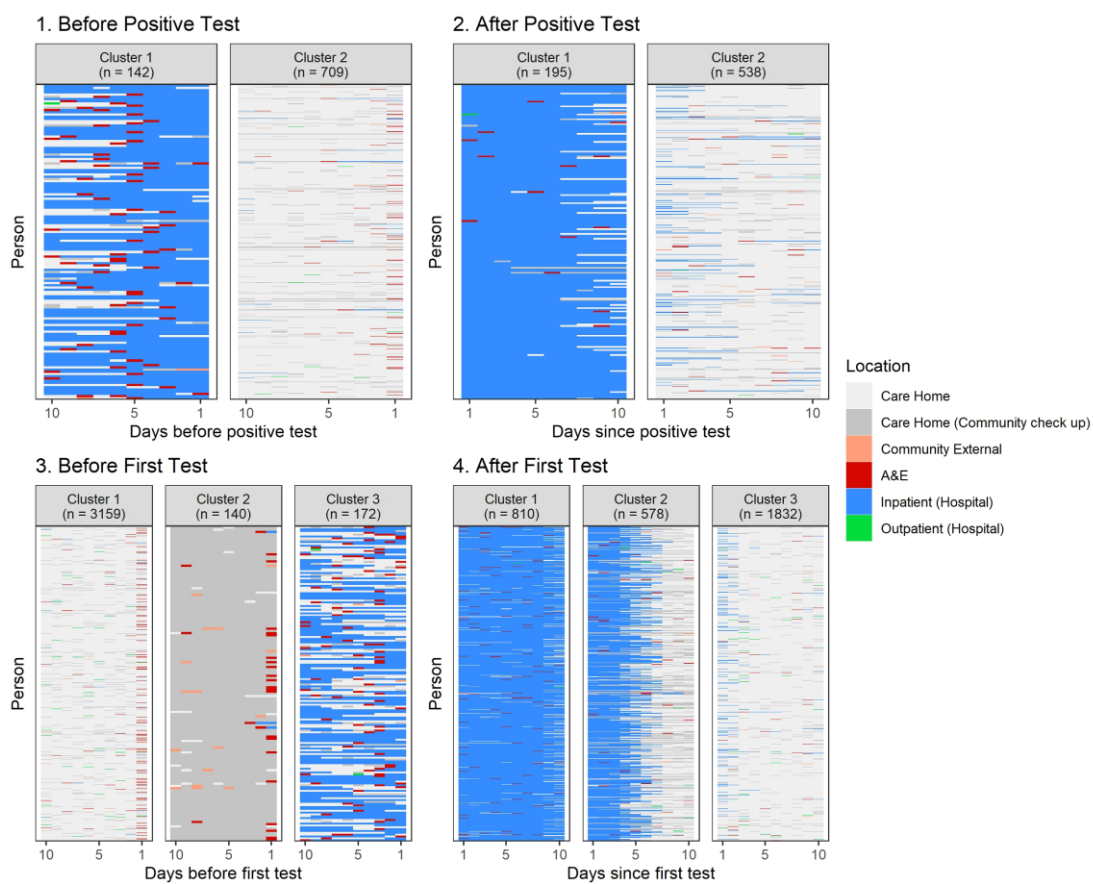 1. Before Positive Test
Cluster 1
(n = 142)
Cluster 2
(n = 709)
Person
10
5
1
10
5
1
Days before positive test
2. After Positive Test
Cluster 1
(n = 195)
Cluster 2
(n = 538)
Person
1
5
10
1
5
10
Days since positive test
3. Before First Test
Cluster 1
(n = 3159)
Cluster 2
(n = 140)
Cluster 3
(n = 172)
Person
10
5
1
10
5
1
10
5
1
Days before first test
4. After First Test
Cluster 1
(n = 810)
Cluster 2
(n = 578)
Cluster 3
(n = 1832)
Person
1
5
10
1
5
10
1
5
10
Days since first test
Location
Care Home
Care Home (Community check up)
Community External
A&E
Inpatient (Hospital)
Outpatient (Hospital)